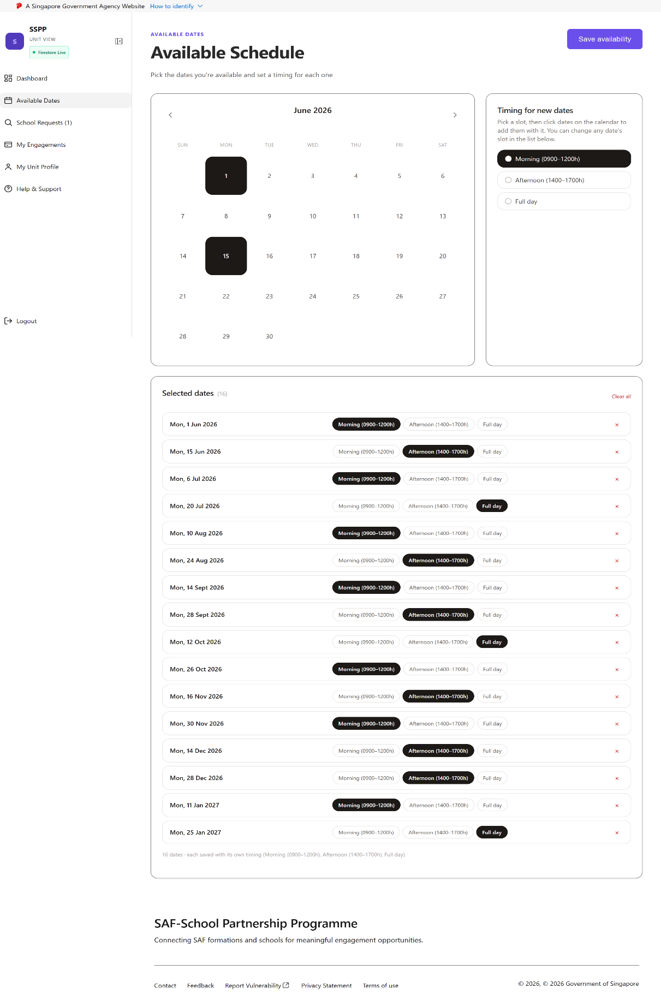 A Singapore Government Agency Website How to identify
SSPP
UNIT VIEW
Firestore Live
S
Dashboard
Available Dates
School Requests (1)
My Engagements
My Unit Profile
Help & Support
Logout
AVAILABLE DATES
Available Schedule
Pick the dates you're available and set a timing for each one
Save availability
June 2026
SUN MON TUE WED THU FRI SAT
1 2 3 4 5 6
7 8 9 10 11 12 13
14 15 16 17 18 19 20
21 22 23 24 25 26 27
28 29 30
Timing for new dates
Pick a slot, then click dates on the calendar to
add them with it. You can change any date's
slot in the list below.
Morning (0900–1200h)
Afternoon (1400–1700h)
Full day
Selected dates (16)
Clear all
Mon, 1 Jun 2026 Morning (0900–1200h) Afternoon (1400–1700h) Full day ×
Mon, 15 Jun 2026 Morning (0900–1200h) Afternoon (1400–1700h) Full day ×
Mon, 6 Jul 2026 Morning (0900–1200h) Afternoon (1400–1700h) Full day ×
Mon, 20 Jul 2026 Morning (0900–1200h) Afternoon (1400–1700h) Full day ×
Mon, 10 Aug 2026 Morning (0900–1200h) Afternoon (1400–1700h) Full day ×
Mon, 24 Aug 2026 Morning (0900–1200h) Afternoon (1400–1700h) Full day ×
Mon, 14 Sept 2026 Morning (0900–1200h) Afternoon (1400–1700h) Full day ×
Mon, 28 Sept 2026 Morning (0900–1200h) Afternoon (1400–1700h) Full day ×
Mon, 12 Oct 2026 Morning (0900–1200h) Afternoon (1400–1700h) Full day ×
Mon, 26 Oct 2026 Morning (0900–1200h) Afternoon (1400–1700h) Full day ×
Mon, 16 Nov 2026 Morning (0900–1200h) Afternoon (1400–1700h) Full day ×
Mon, 30 Nov 2026 Morning (0900–1200h) Afternoon (1400–1700h) Full day ×
Mon, 14 Dec 2026 Morning (0900–1200h) Afternoon (1400–1700h) Full day ×
Mon, 28 Dec 2026 Morning (0900–1200h) Afternoon (1400–1700h) Full day ×
Mon, 11 Jan 2027 Morning (0900–1200h) Afternoon (1400–1700h) Full day ×
Mon, 25 Jan 2027 Morning (0900–1200h) Afternoon (1400–1700h) Full day ×
16 dates · each saved with its own timing (Morning (0900–1200h), Afternoon (1400–1700h), Full day).
SAF-School Partnership Programme
Connecting SAF formations and schools for meaningful engagement opportunities.
Contact Feedback Report Vulnerability Privacy Statement Terms of use
© 2026, © 2026 Government of Singapore